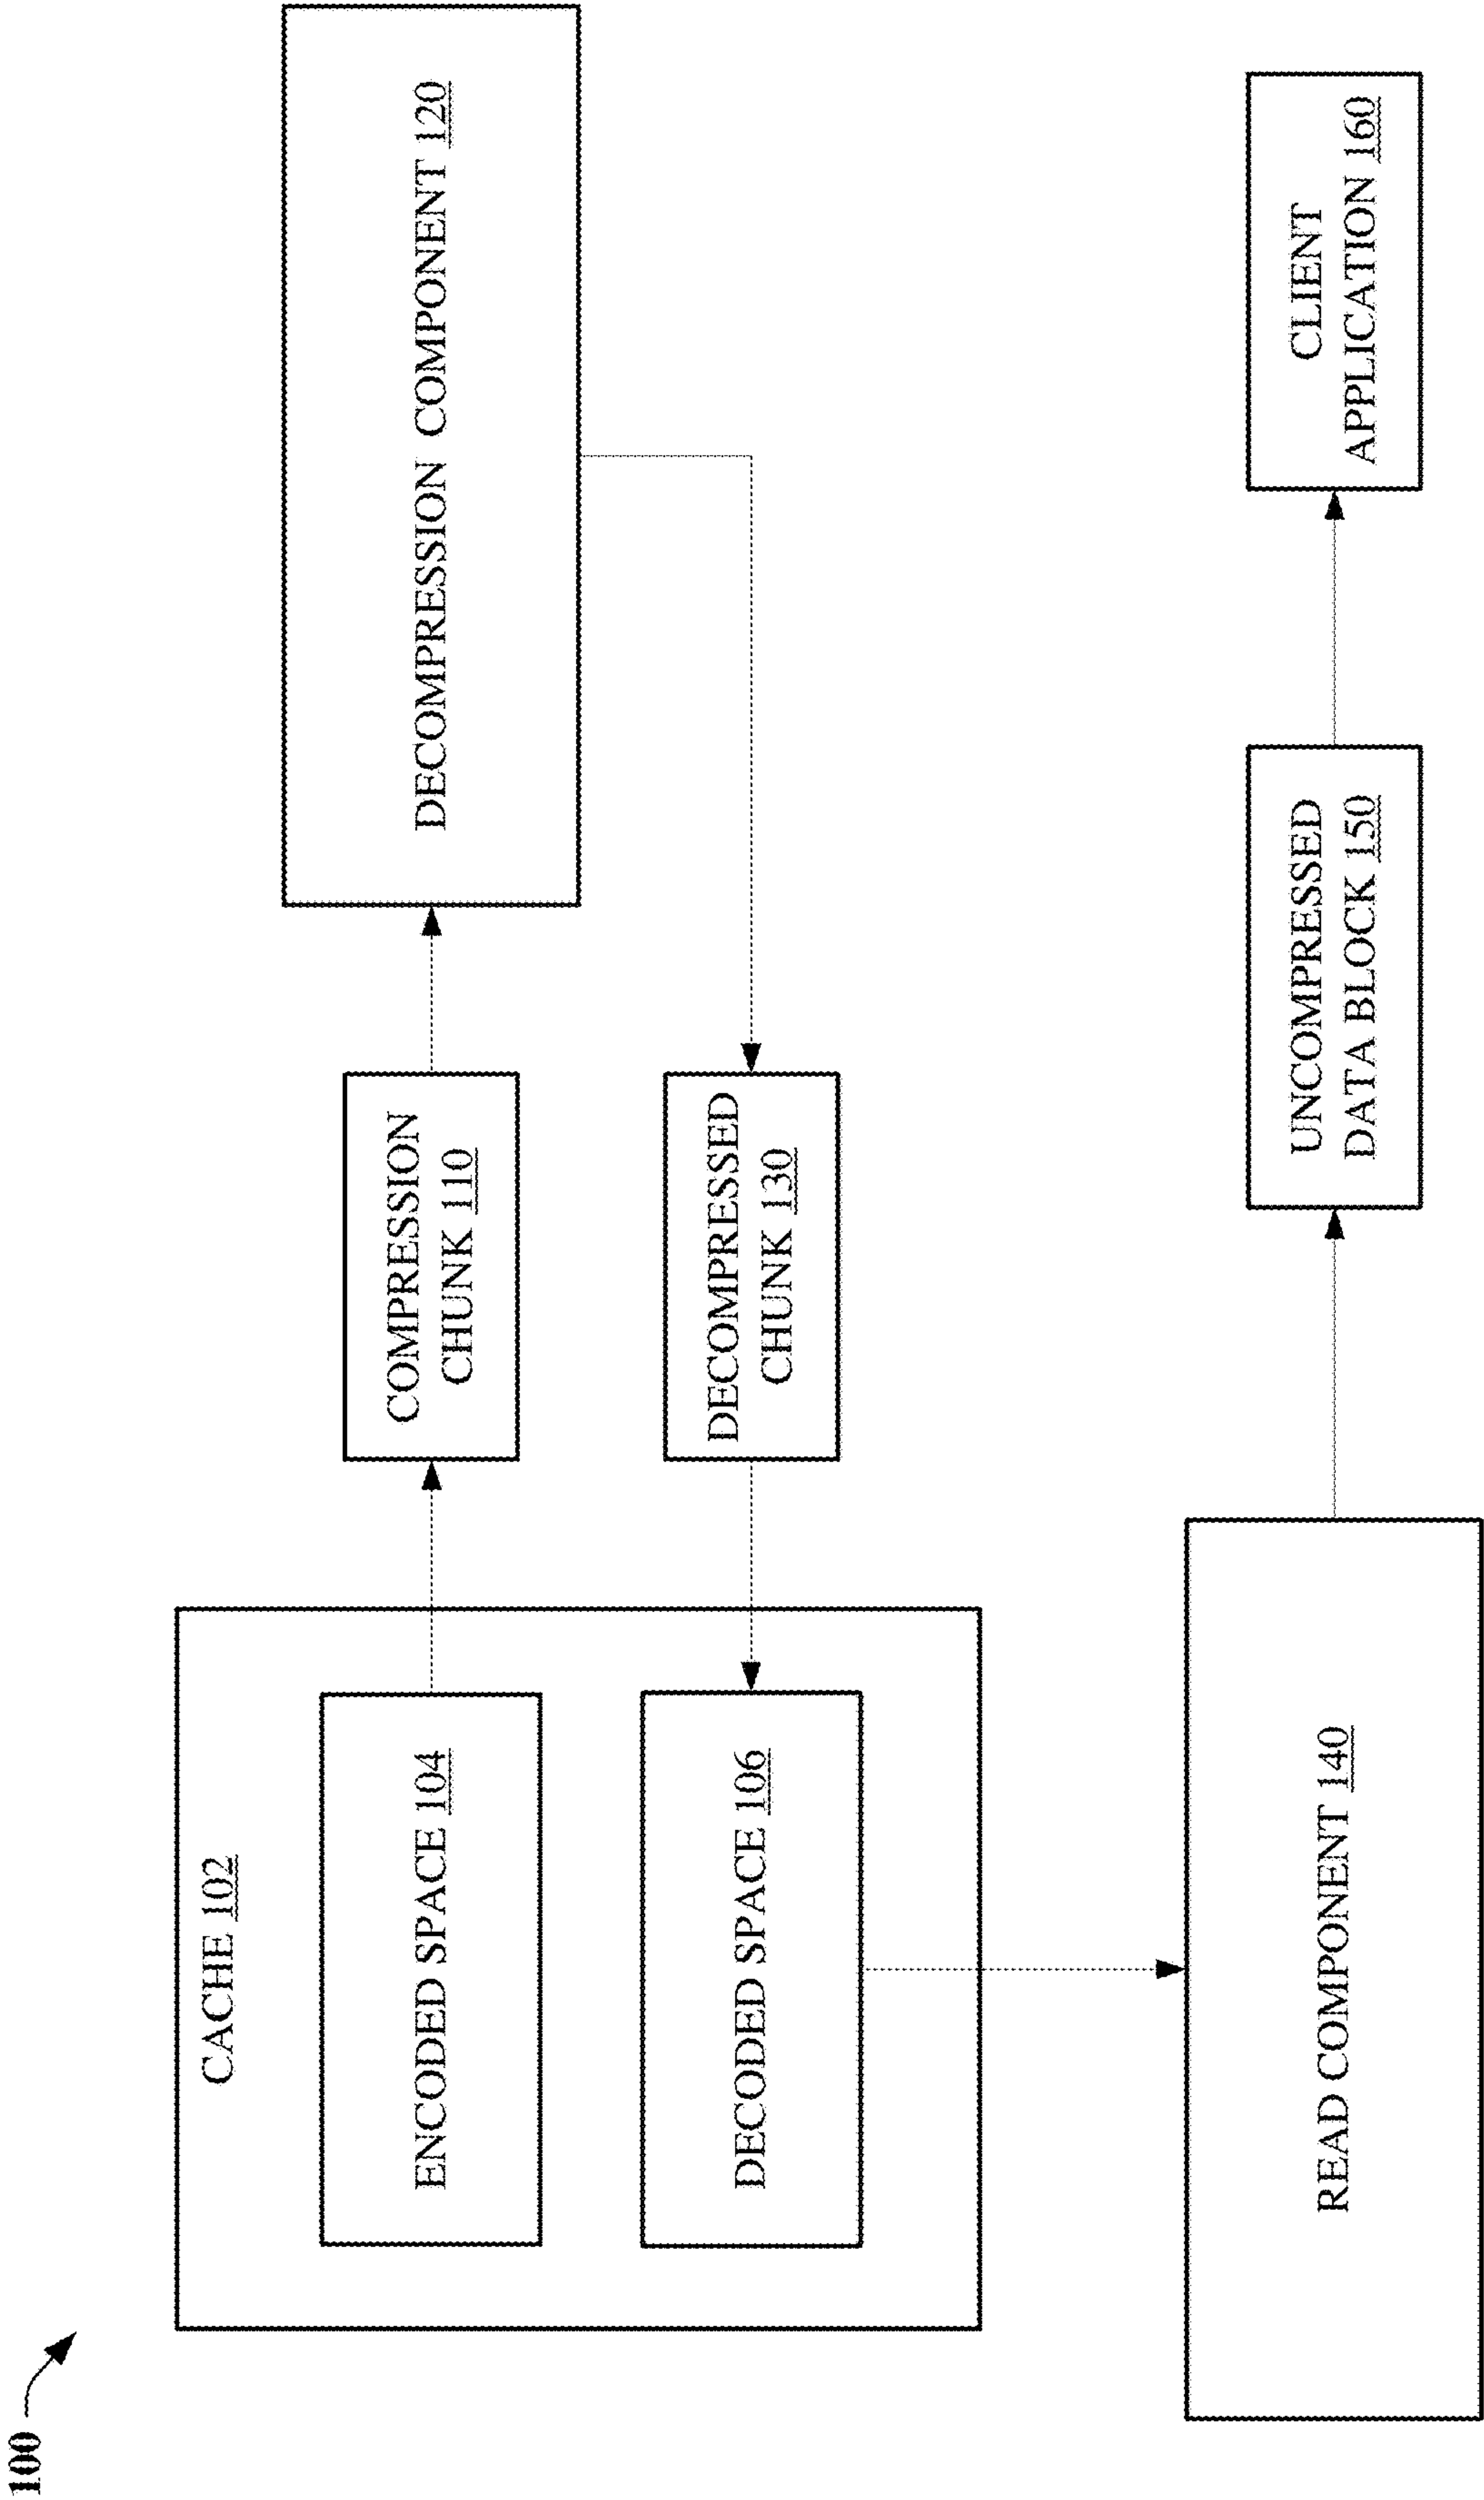 100
CACHE 102
ENCODED SPACE 104
DECODED SPACE 106
COMPRESSION
CHUNK 110
DECOMPRESSED
CHUNK 130
DECOMPRESSION COMPONENT 120
READ COMPONENT 140
UNCOMPRESSED
DATA BLOCK 150
CLIENT
APPLICATION 160